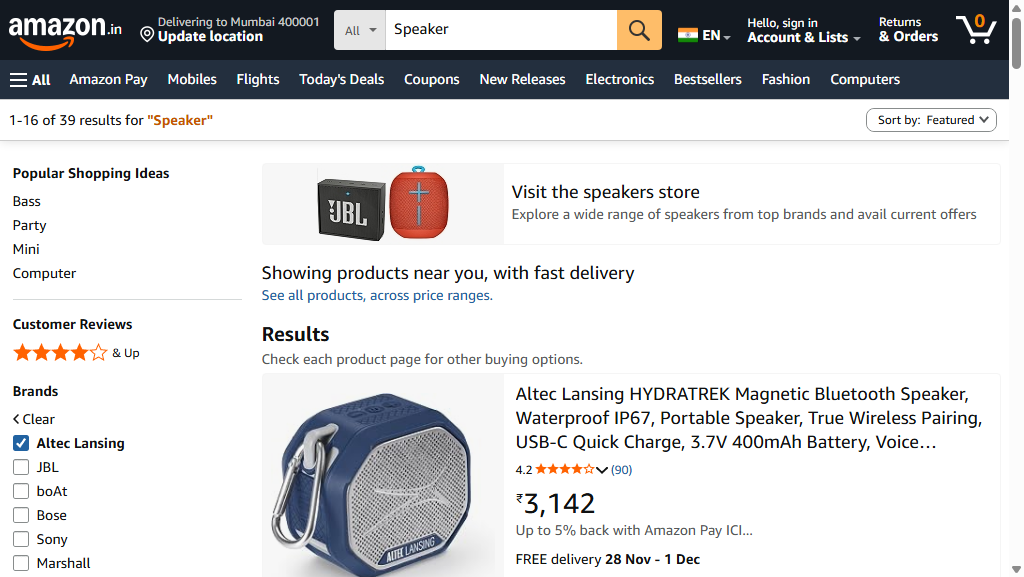 amazon.in
Delivering to Mumbai 400001
Update location
All
Speaker
EN
Hello, sign in
Account & Lists
Returns
& Orders
0
All
Amazon Pay
Mobiles
Flights
Today's Deals
Coupons
New Releases
Electronics
Bestsellers
Fashion
Computers
1-16 of 39 results for "Speaker"
Sort by: Featured
Popular Shopping Ideas
Bass
Party
Mini
Computer
Customer Reviews
& Up
Brands
Clear
Altec Lansing
JBL
boAt
Bose
Sony
Marshall
JBL
Visit the speakers store
Explore a wide range of speakers from top brands and avail current offers
Showing products near you, with fast delivery
See all products, across price ranges.
Results
Check each product page for other buying options.
ALTEC LANSING
Altec Lansing HYDRATREK Magnetic Bluetooth Speaker,
Waterproof IP67, Portable Speaker, True Wireless Pairing,
USB-C Quick Charge, 3.7V 400mAh Battery, Voice…
4.2 (90)
₹3,142
Up to 5% back with Amazon Pay ICI…
FREE delivery 28 Nov - 1 Dec